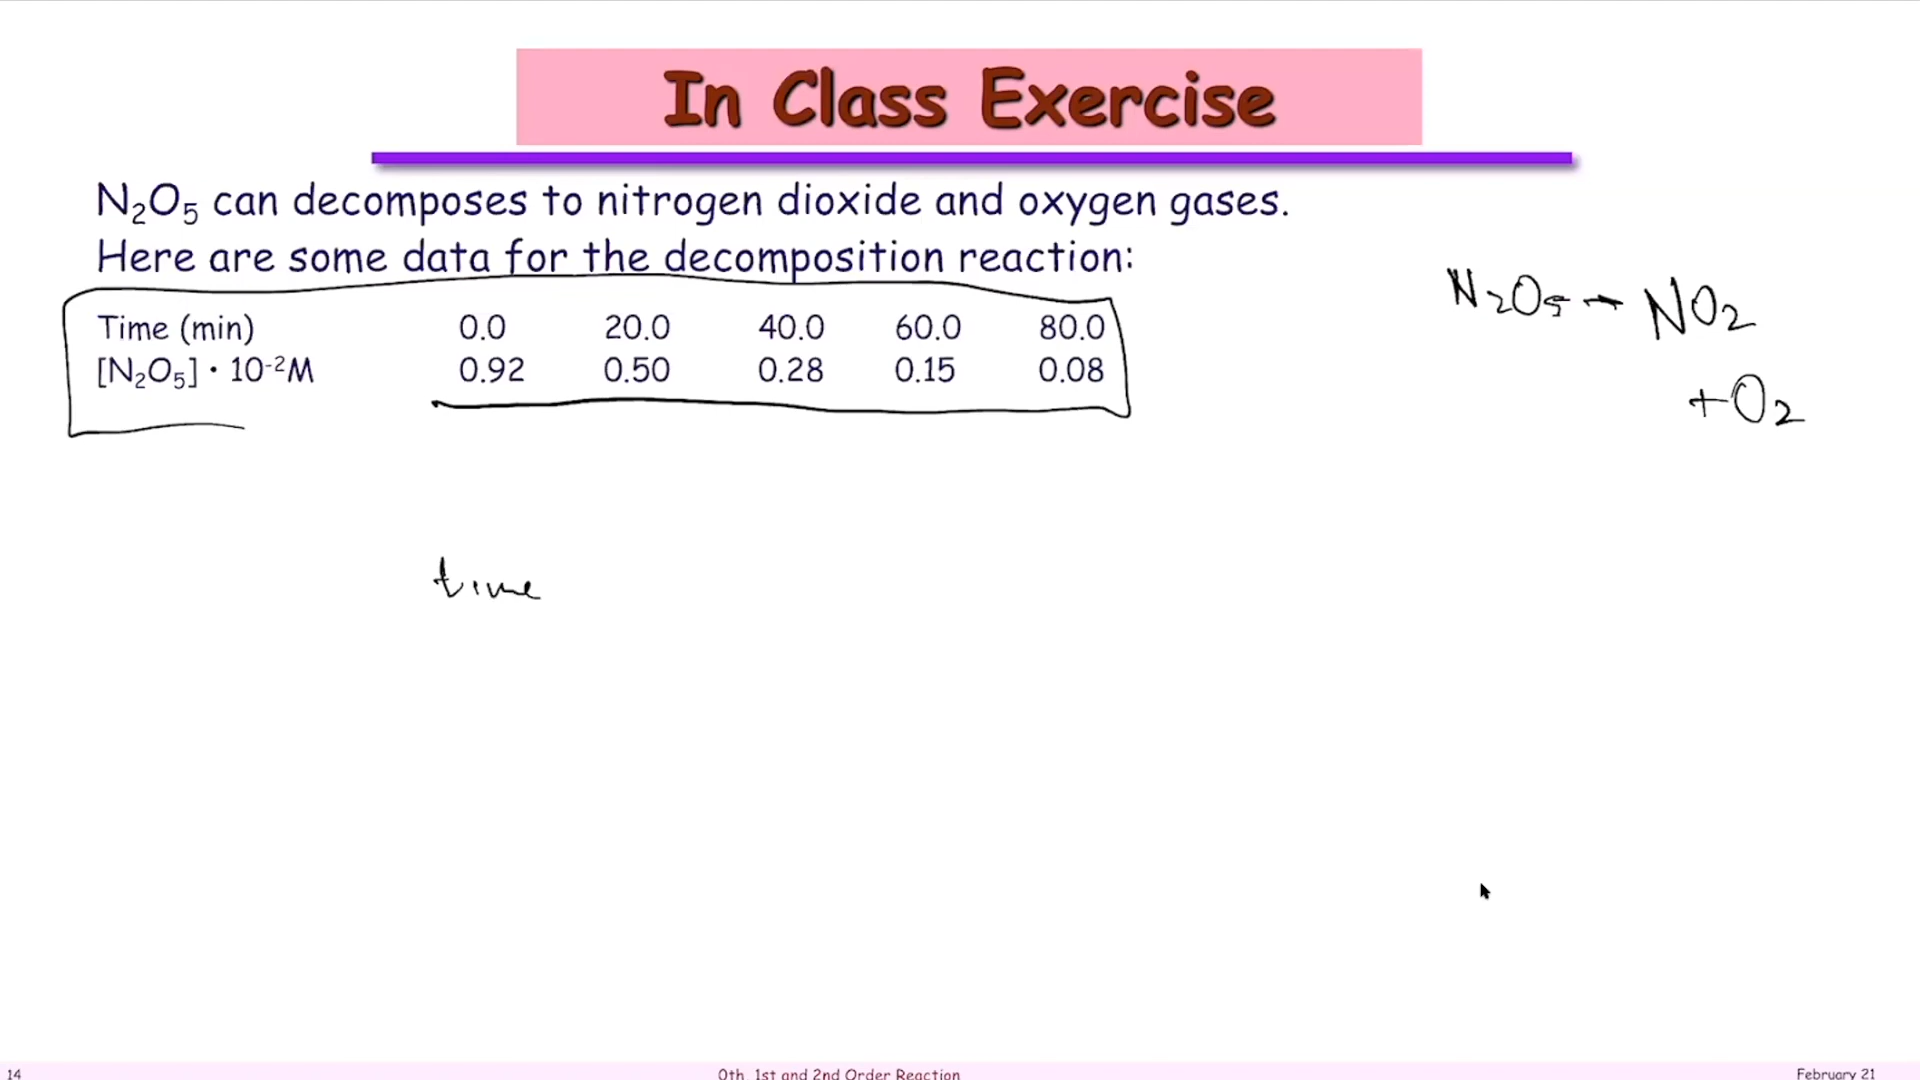 In Class Exercise
N₂O₅ can decomposes to nitrogen dioxide and oxygen gases.
Here are some data for the decomposition reaction:
Time (min) 0.0 20.0 40.0 60.0 80.0
[N₂O₅] · 10⁻²M 0.92 0.50 0.28 0.15 0.08
N₂O₅ → NO₂
+O₂
time
14 0th, 1st and 2nd Order Reaction February 21